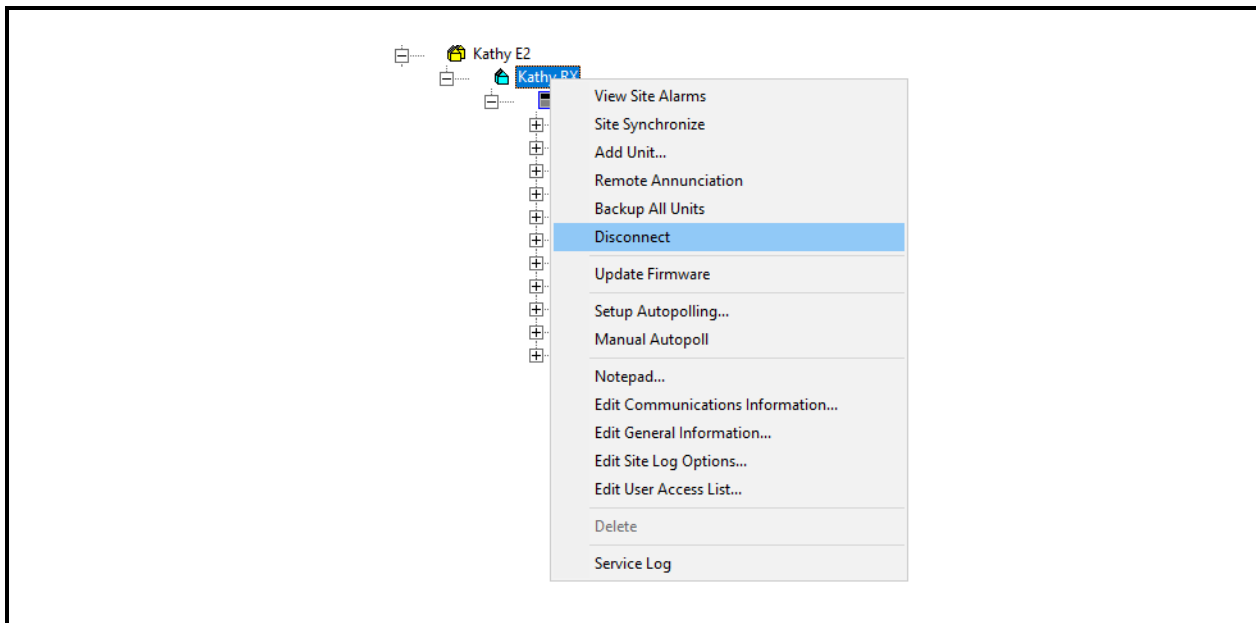 Kathy E2
Kathy RX
View Site Alarms
Site Synchronize
Add Unit...
Remote Annunciation
Backup All Units
Disconnect
Update Firmware
Setup Autopolling...
Manual Autopoll
Notepad...
Edit Communications Information...
Edit General Information...
Edit Site Log Options...
Edit User Access List...
Delete
Service Log